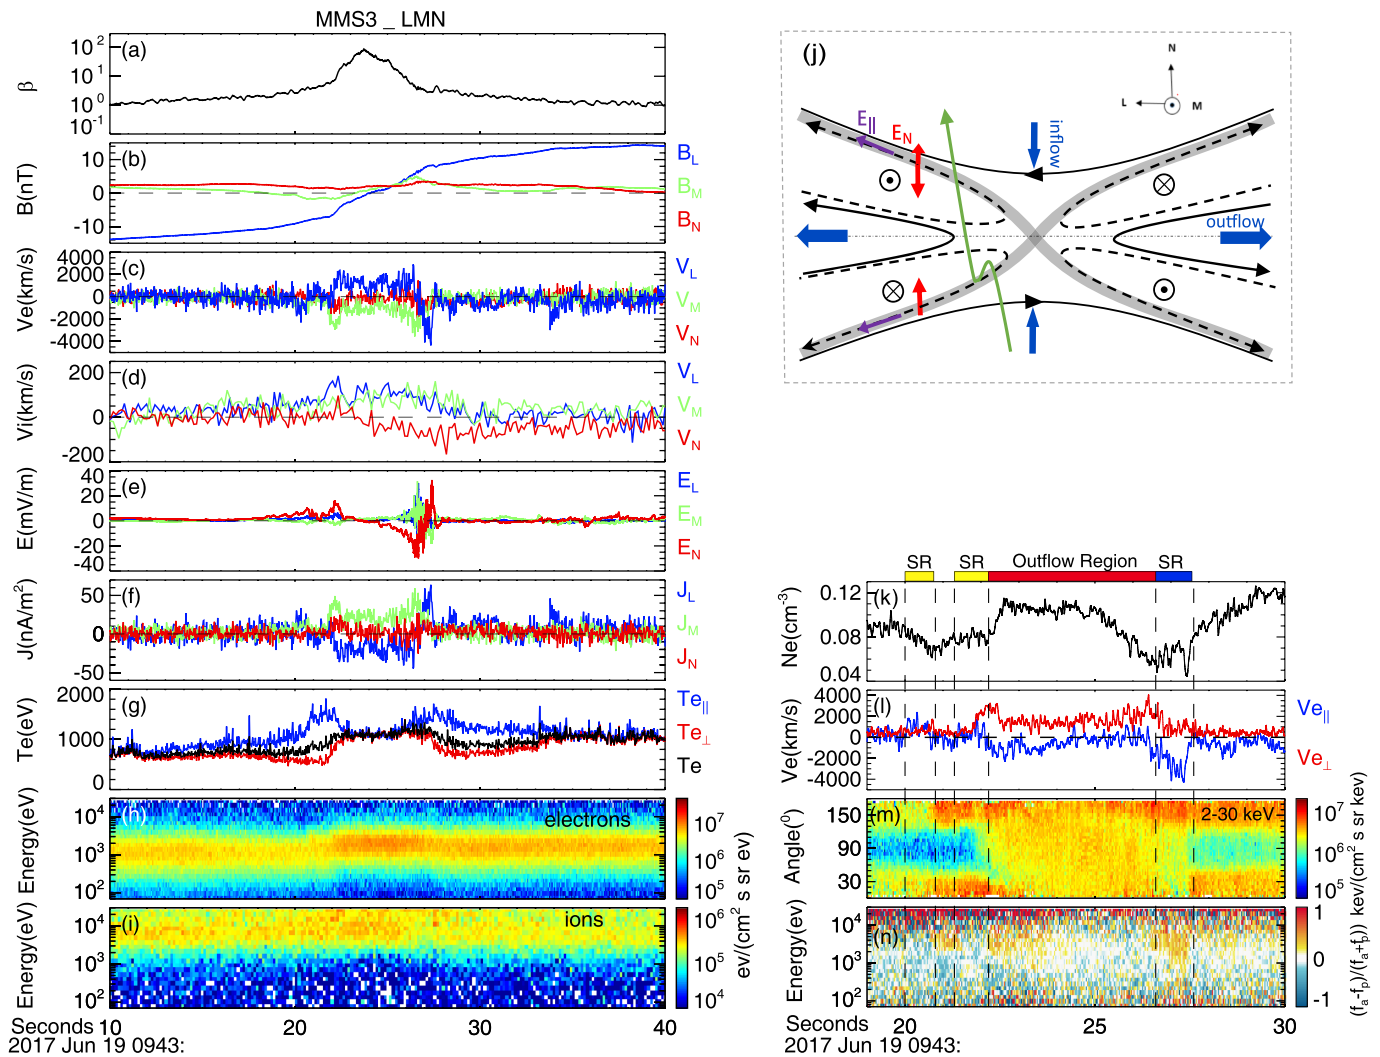 MMS3 _ LMN
(a)
10²
10¹
10⁰
10⁻¹
β
(b)
10
0
-10
B(nT)
B_L
B_M
B_N
(c)
4000
2000
0
-2000
-4000
Ve(km/s)
V_L
V_M
V_N
(d)
200
0
-200
Vi(km/s)
V_L
V_M
V_N
(e)
40
20
0
-20
-40
E(mV/m)
E_L
E_M
E_N
(f)
50
0
-50
J(nA/m²)
J_L
J_M
J_N
(g)
2000
1000
0
Te(eV)
Te_∥
Te_⊥
Te
(h)
electrons
10⁴
10³
10²
Energy(eV)
10⁷
10⁶
10⁵
(i)
ions
10⁴
10³
10²
Energy(eV)
10⁶
10⁵
10⁴
ev/(cm² s sr ev)
Seconds
10 20 30 40
2017 Jun 19 0943:
(j)
N
L
M
E_∥
E_N
inflow
outflow
SR SR Outflow Region SR
(k)
0.12
0.08
0.04
Ne(cm⁻³)
(l)
4000
2000
0
-2000
-4000
Ve(km/s)
Ve_∥
Ve_⊥
(m)
2-30 keV
150
90
30
Angle(⁰)
10⁷
10⁶
10⁵
keV/(cm² s sr kev)
(n)
10⁴
10³
10²
Energy(ev)
1
0
-1
(f_a-f_p)/(f_a+f_p))
Seconds
20 25 30
2017 Jun 19 0943: